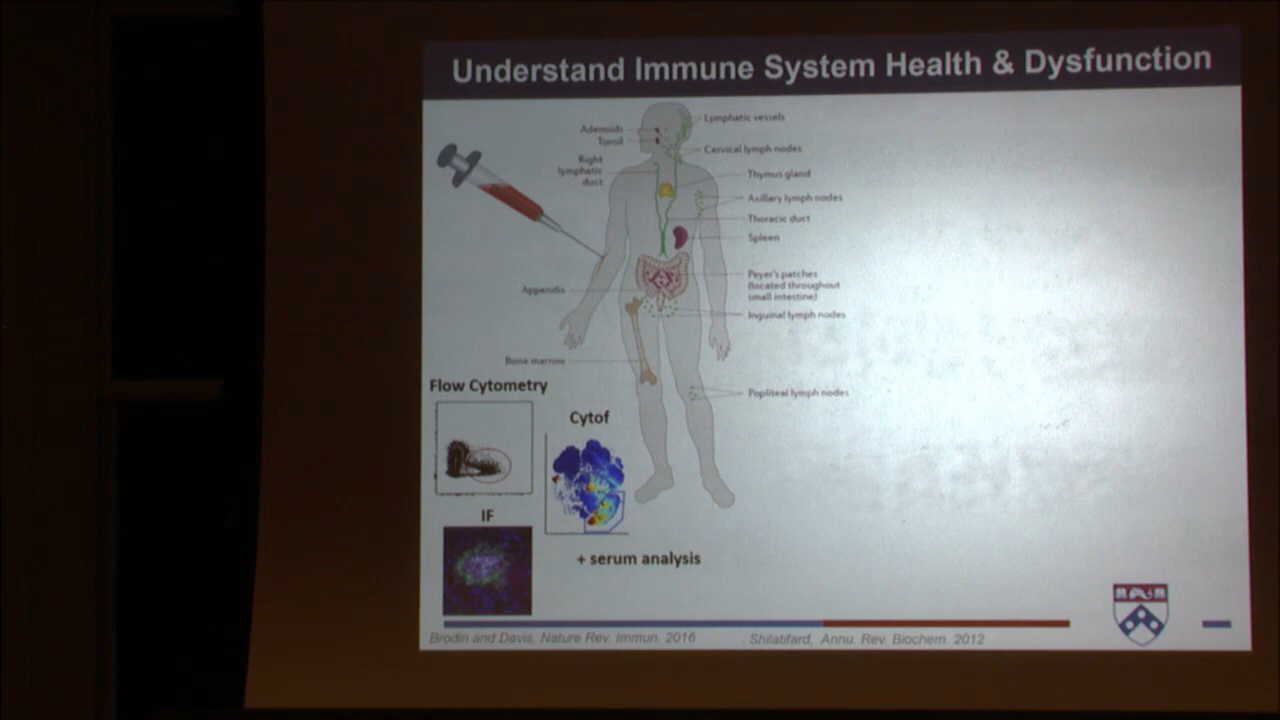 Understand Immune System Health & Dysfunction
Lymphatic vessels
Adenoids
Tonsil
Cervical lymph nodes
Right
lymphatic
duct
Thymus gland
Axillary lymph nodes
Thoracic duct
Spleen
Peyer's patches
(located throughout
small intestine)
Appendix
Inguinal lymph nodes
Bone marrow
Popliteal lymph nodes
Flow Cytometry
Cytof
IF
+ serum analysis
Brodin and Davis, Nature Rev. Immun. 2016
Shilatifard, Annu. Rev. Biochem. 2012